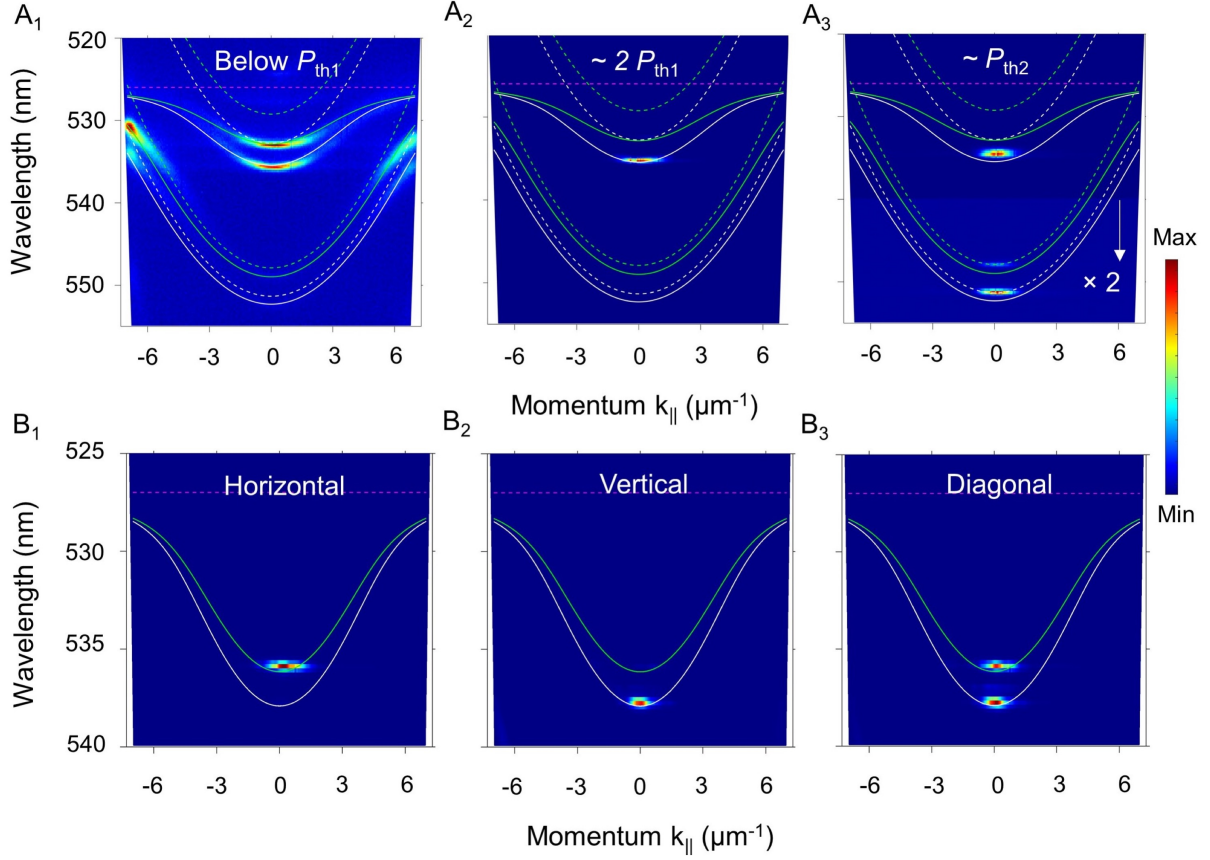 A1
A2
A3
Below Pth1
~ 2 Pth1
~ Pth2
520
530
540
550
Wavelength (nm)
× 2
Max
Min
-6 -3 0 3 6
-6 -3 0 3 6
-6 -3 0 3 6
Momentum k|| (µm-1)
B1
B2
B3
Horizontal
Vertical
Diagonal
525
530
535
540
Wavelength (nm)
-6 -3 0 3 6
-6 -3 0 3 6
-6 -3 0 3 6
Momentum k|| (µm-1)